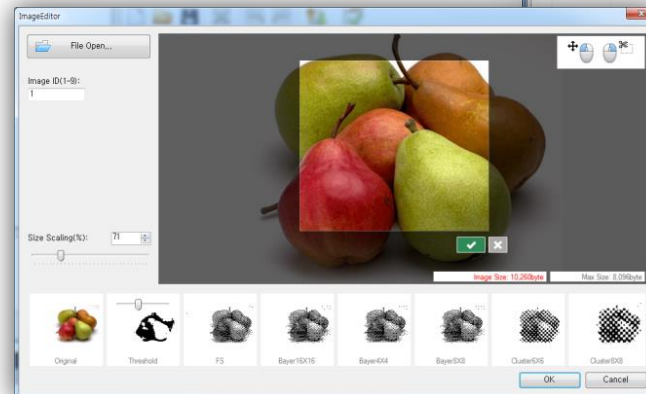 ImageEditor
File Open...
Image ID(1-9):
1
Size Scaling(%):
71
Image Size: 10,260byte
Max Size: 8,096byte
Original
Threshold
FS
Bayer16X16
Bayer4X4
Bayer8X8
Cluster6X6
Cluster8X8
OK
Cancel